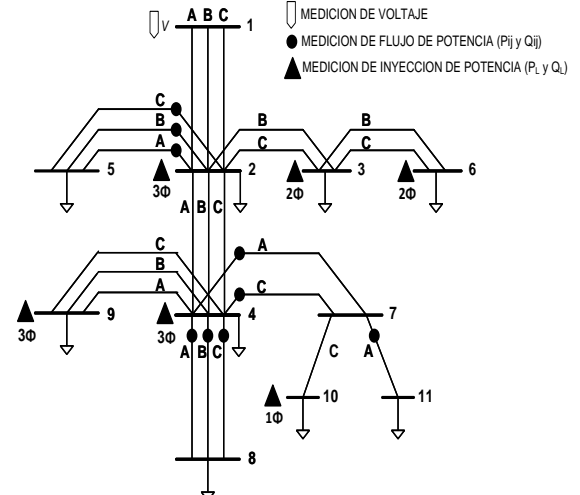 A B C
1
V
MEDICION DE VOLTAJE
MEDICION DE FLUJO DE POTENCIA (Pij y Qij)
MEDICION DE INYECCION DE POTENCIA (PL y QL)
C
B
A
5
B
C
2
3Φ
B
C
3
2Φ
6
2Φ
A B C
C
B
A
9
3Φ
A
C
4
3Φ
7
A B C
C
A
10
1Φ
11
8